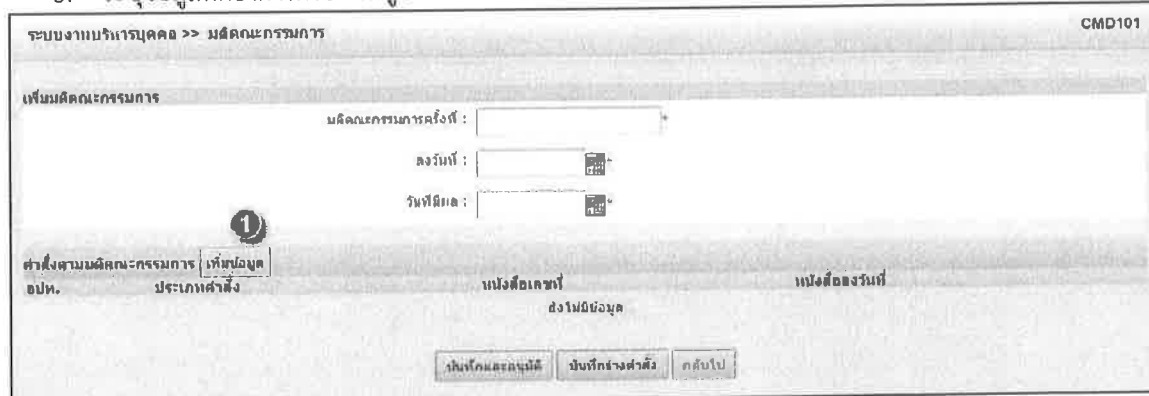 ระบบงานบริหารบุคคล >> มติคณะกรรมการ
CMD101
เพิ่มมติคณะกรรมการ
มติคณะกรรมการครั้งที่ : *
ลงวันที่ : *
วันที่มีผล : *
1
คำสั่งตามมติคณะกรรมการ เพิ่มข้อมูล
อปท. ประเภทคำสั่ง หนังสือเลขที่ หนังสือลงวันที่
ยังไม่มีข้อมูล
บันทึกและอนุมัติ บันทึกร่างคำสั่ง กลับไป